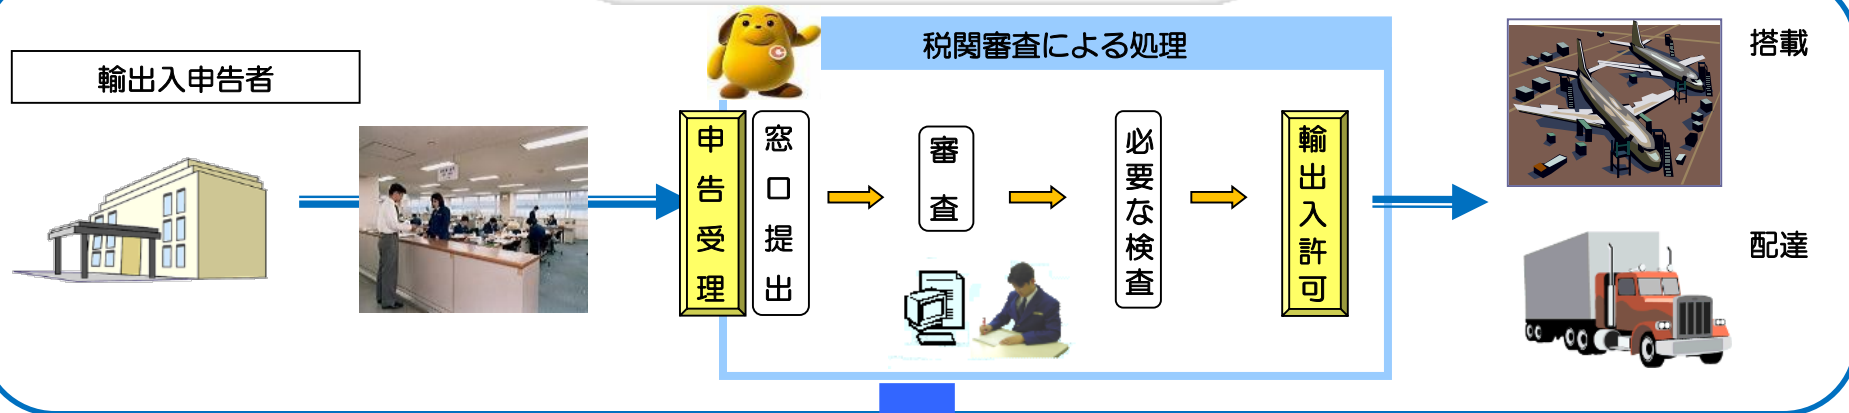 輸出入申告者
税関審査による処理
申告受理
窓口提出
審査
必要な検査
輸出入許可
搭載
配達